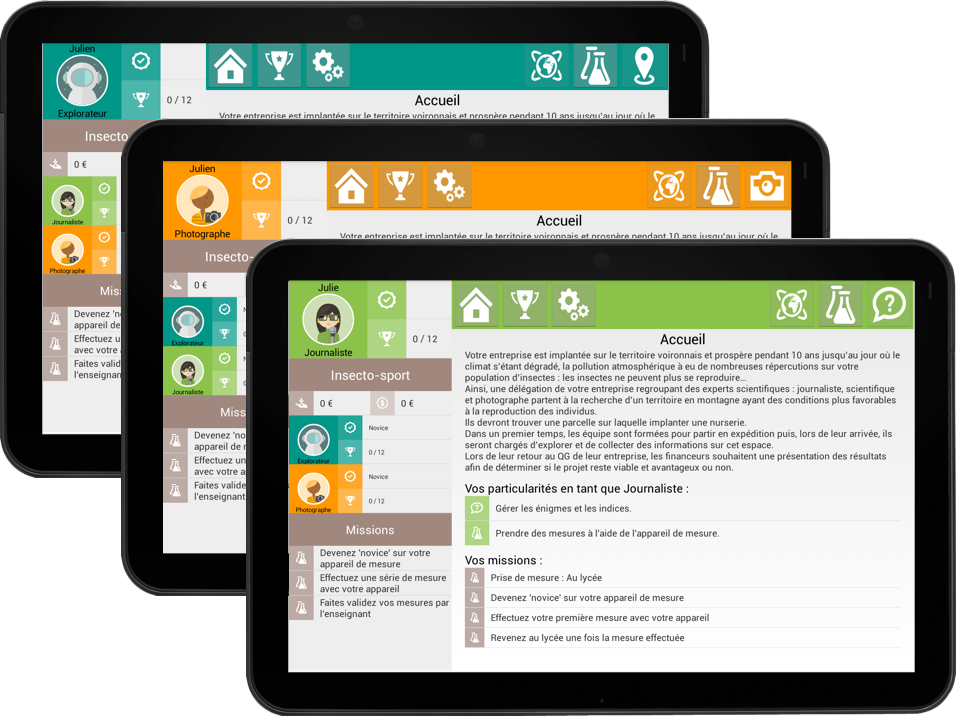 Julien
Explorateur
0 / 12
Accueil
Votre entreprise est implantée sur le territoire voironnais et prospère pendant 10 ans jusqu'au jour où le
Insecto
0 €
Journaliste
Photographe
Mis
Devenez 'n
appareil de
Effectuez u
avec votre
Faites valid
l'enseignan
Julien
Photographe
0 / 12
Accueil
Votre entreprise est implantée sur le territoire voironnais et prospère pendant 10 ans jusqu'au jour où le
Insecto-
0 €
Explorateur
N
0
Journaliste
N
0
Miss
Devenez 'no
appareil de r
Effectuez un
avec votre a
Faites valide
l'enseignant
Julie
Journaliste
0 / 12
Insecto-sport
0 €
0 €
Explorateur
Novice
0 / 12
Photographe
Novice
0 / 12
Missions
Devenez 'novice' sur votre
appareil de mesure
Effectuez une série de mesure
avec votre appareil
Faites validez vos mesures par
l'enseignant
Accueil
Votre entreprise est implantée sur le territoire voironnais et prospère pendant 10 ans jusqu'au jour où le
climat s'étant dégradé, la pollution atmosphérique à eu de nombreuses répercutions sur votre
population d'insectes : les insectes ne peuvent plus se reproduire...
Ainsi, une délégation de votre entreprise regroupant des experts scientifiques : journaliste, scientifique
et photographe partent à la recherche d'un territoire en montagne ayant des conditions plus favorables
à la reproduction des individus.
Ils devront trouver une parcelle sur laquelle implanter une nurserie.
Dans un premier temps, les équipe sont formées pour partir en expédition puis, lors de leur arrivée, ils
seront chargés d'explorer et de collecter des informations sur cet espace.
Lors de leur retour au QG de leur entreprise, les financeurs souhaitent une présentation des résultats
afin de déterminer si le projet reste viable et avantageux ou non.
Vos particularités en tant que Journaliste :
Gérer les énigmes et les indices.
Prendre des mesures à l'aide de l'appareil de mesure.
Vos missions :
Prise de mesure : Au lycée
Devenez 'novice' sur votre appareil de mesure
Effectuez votre première mesure avec votre appareil
Revenez au lycée une fois la mesure effectuée